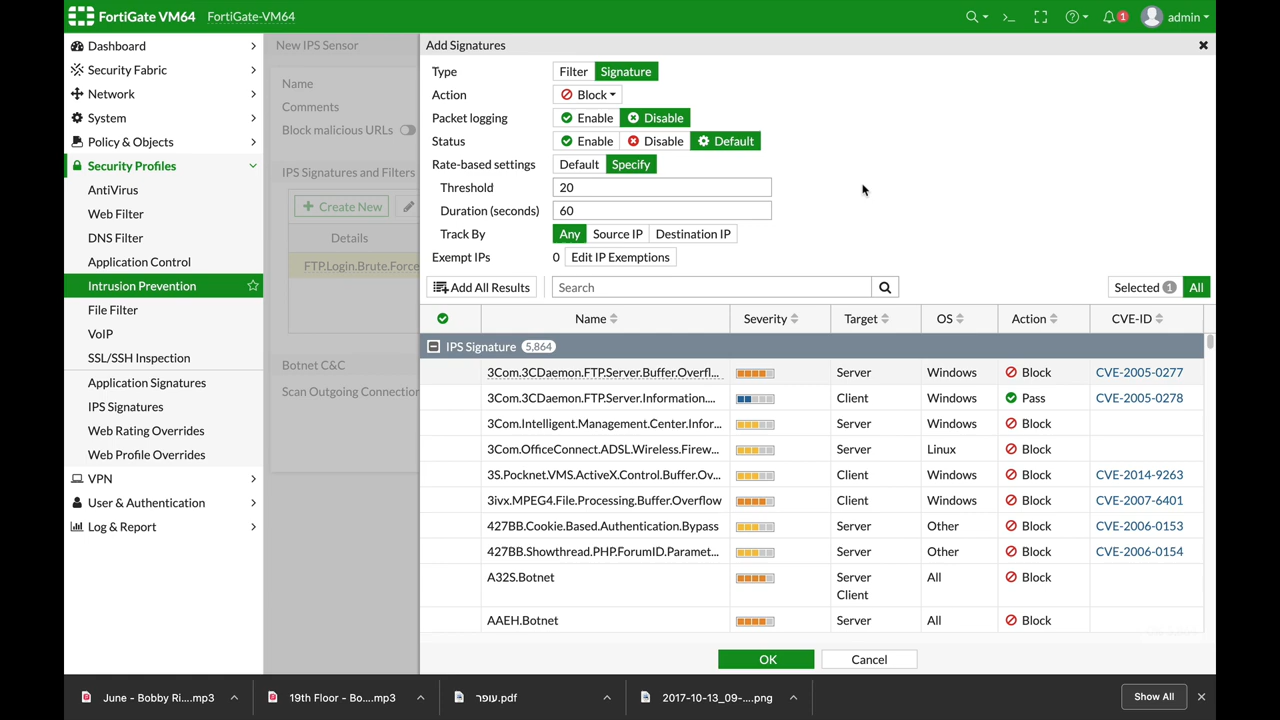 FortiGate VM64 FortiGate-VM64
1 admin
Dashboard
Security Fabric
Network
System
Policy & Objects
Security Profiles
AntiVirus
Web Filter
DNS Filter
Application Control
Intrusion Prevention
File Filter
VoIP
SSL/SSH Inspection
Application Signatures
IPS Signatures
Web Rating Overrides
Web Profile Overrides
VPN
User & Authentication
Log & Report
New IPS Sensor
Name
Comments
Block malicious URLs
IPS Signatures and Filters
Create New
Details
FTP.Login.Brute.Force
Botnet C&C
Scan Outgoing Connection
Add Signatures
Type Filter Signature
Action Block
Packet logging Enable Disable
Status Enable Disable Default
Rate-based settings Default Specify
Threshold 20
Duration (seconds) 60
Track By Any Source IP Destination IP
Exempt IPs 0 Edit IP Exemptions
Add All Results Search Selected 1 All
Name Severity Target OS Action CVE-ID
IPS Signature 5,864
3Com.3CDaemon.FTP.Server.Buffer.Overfl... Server Windows Block CVE-2005-0277
3Com.3CDaemon.FTP.Server.Information.... Client Windows Pass CVE-2005-0278
3Com.Intelligent.Management.Center.Infor... Server Windows Block
3Com.OfficeConnect.ADSL.Wireless.Firew... Server Linux Block
3S.Pocknet.VMS.ActiveX.Control.Buffer.Ov... Client Windows Block CVE-2014-9263
3ivx.MPEG4.File.Processing.Buffer.Overflow Client Windows Block CVE-2007-6401
427BB.Cookie.Based.Authentication.Bypass Server Other Block CVE-2006-0153
427BB.Showthread.PHP.ForumID.Paramet... Server Other Block CVE-2006-0154
A32S.Botnet Server All Block
Client
AAEH.Botnet Server All Block
OK Cancel
June - Bobby Ri....mp3 19th Floor - Bo....mp3 עופר.pdf 2017-10-13_09-....png Show All